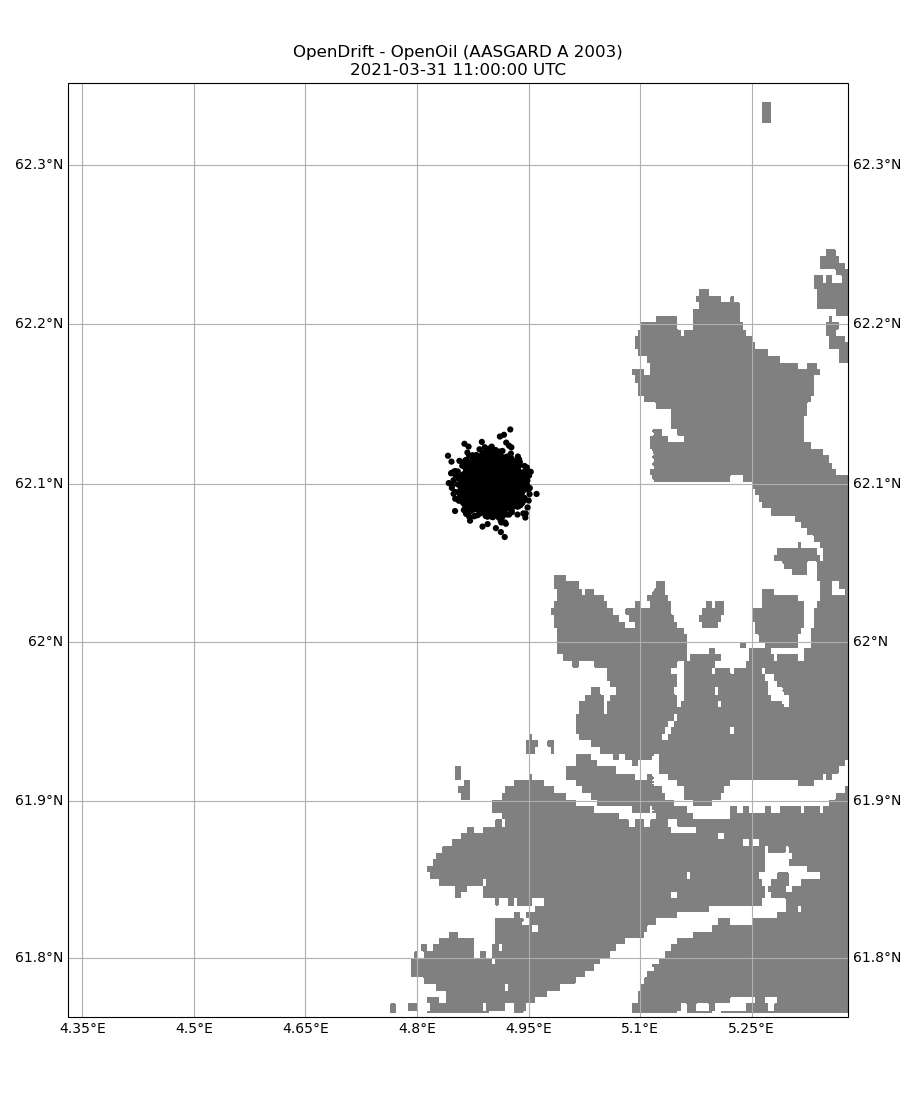 OpenDrift - OpenOil (AASGARD A 2003)
2021-03-31 11:00:00 UTC
62.3°N 62.3°N
62.2°N 62.2°N
62.1°N 62.1°N
62°N 62°N
61.9°N 61.9°N
61.8°N 61.8°N
4.35°E 4.5°E 4.65°E 4.8°E 4.95°E 5.1°E 5.25°E